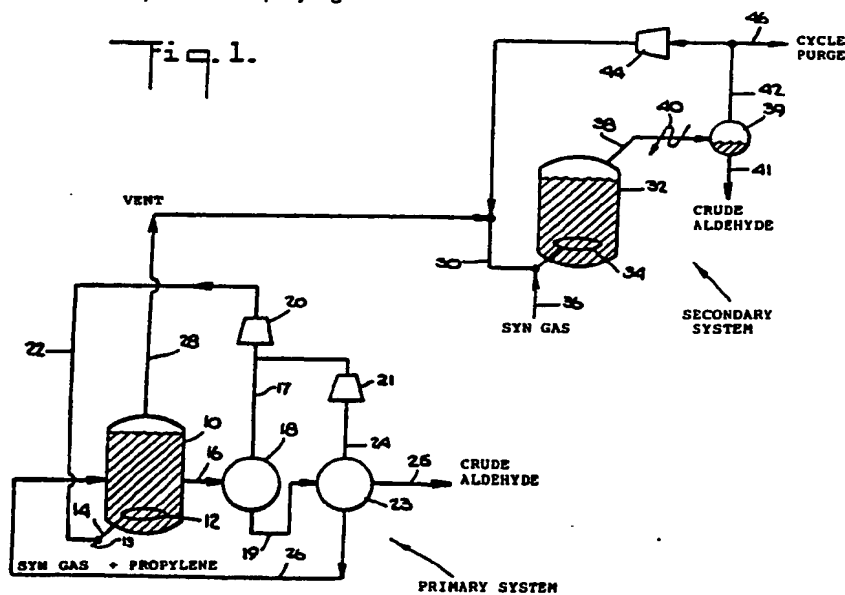 Fig. 1.
46
CYCLE
PURGE
44
42
39
40
38
32
41
CRUDE
ALDEHYDE
VENT
30
34
36
SYN GAS
SECONDARY
SYSTEM
20
22
28
17
21
10
18
24
16
25
CRUDE
ALDEHYDE
14
12
13
23
19
SYN GAS + PROPYLENE
26
PRIMARY SYSTEM